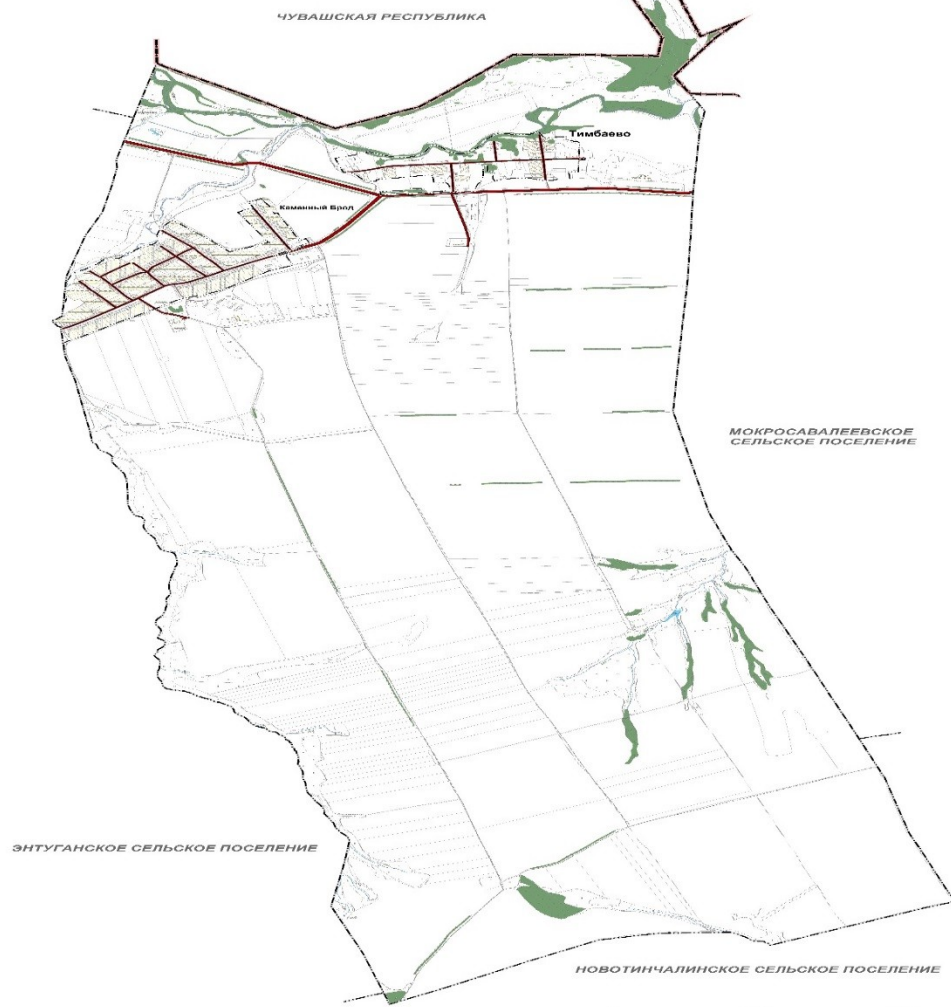 ЧУВАШСКАЯ РЕСПУБЛИКА
Тимбаево
Каменный Брод
МОКРОСАВАЛЕЕВСКОЕ
СЕЛЬСКОЕ ПОСЕЛЕНИЕ
ЭНТУГАНСКОЕ СЕЛЬСКОЕ ПОСЕЛЕНИЕ
НОВОТИНЧАЛИНСКОЕ СЕЛЬСКОЕ ПОСЕЛЕНИЕ